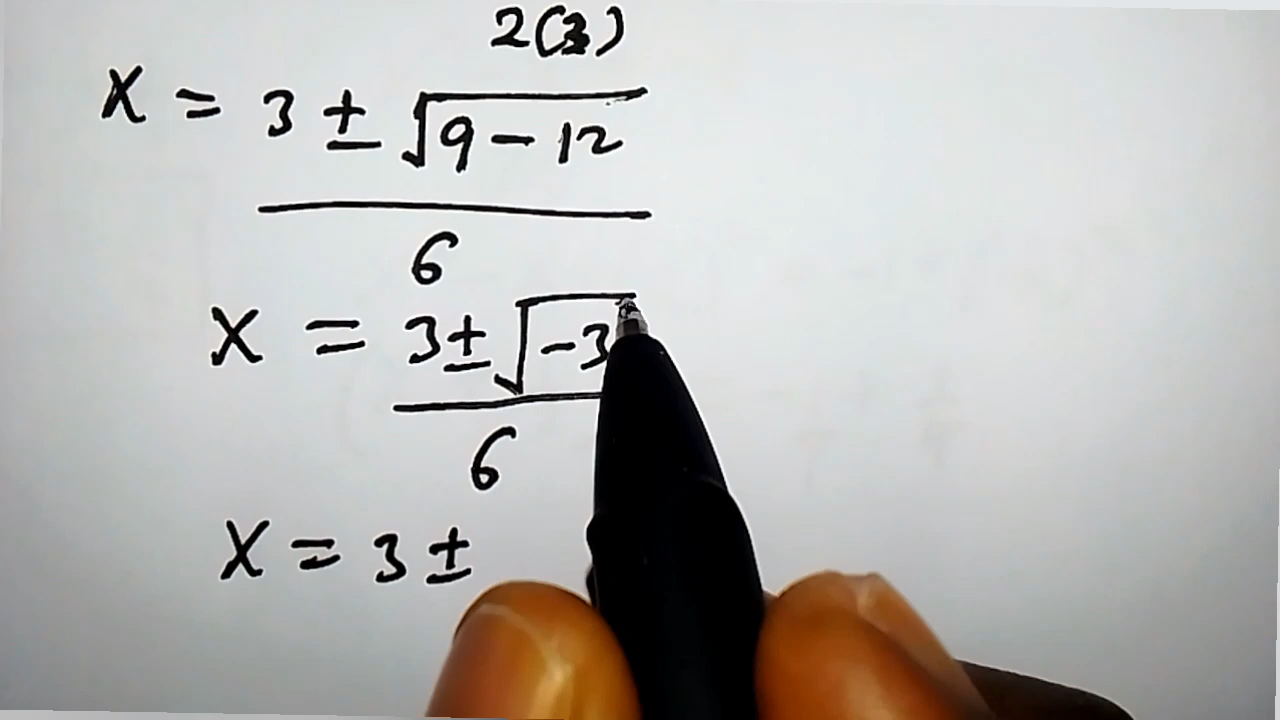 2(3)
X = 3 ± √9 - 12
6
X = 3 ± √-3
6
X = 3 ±